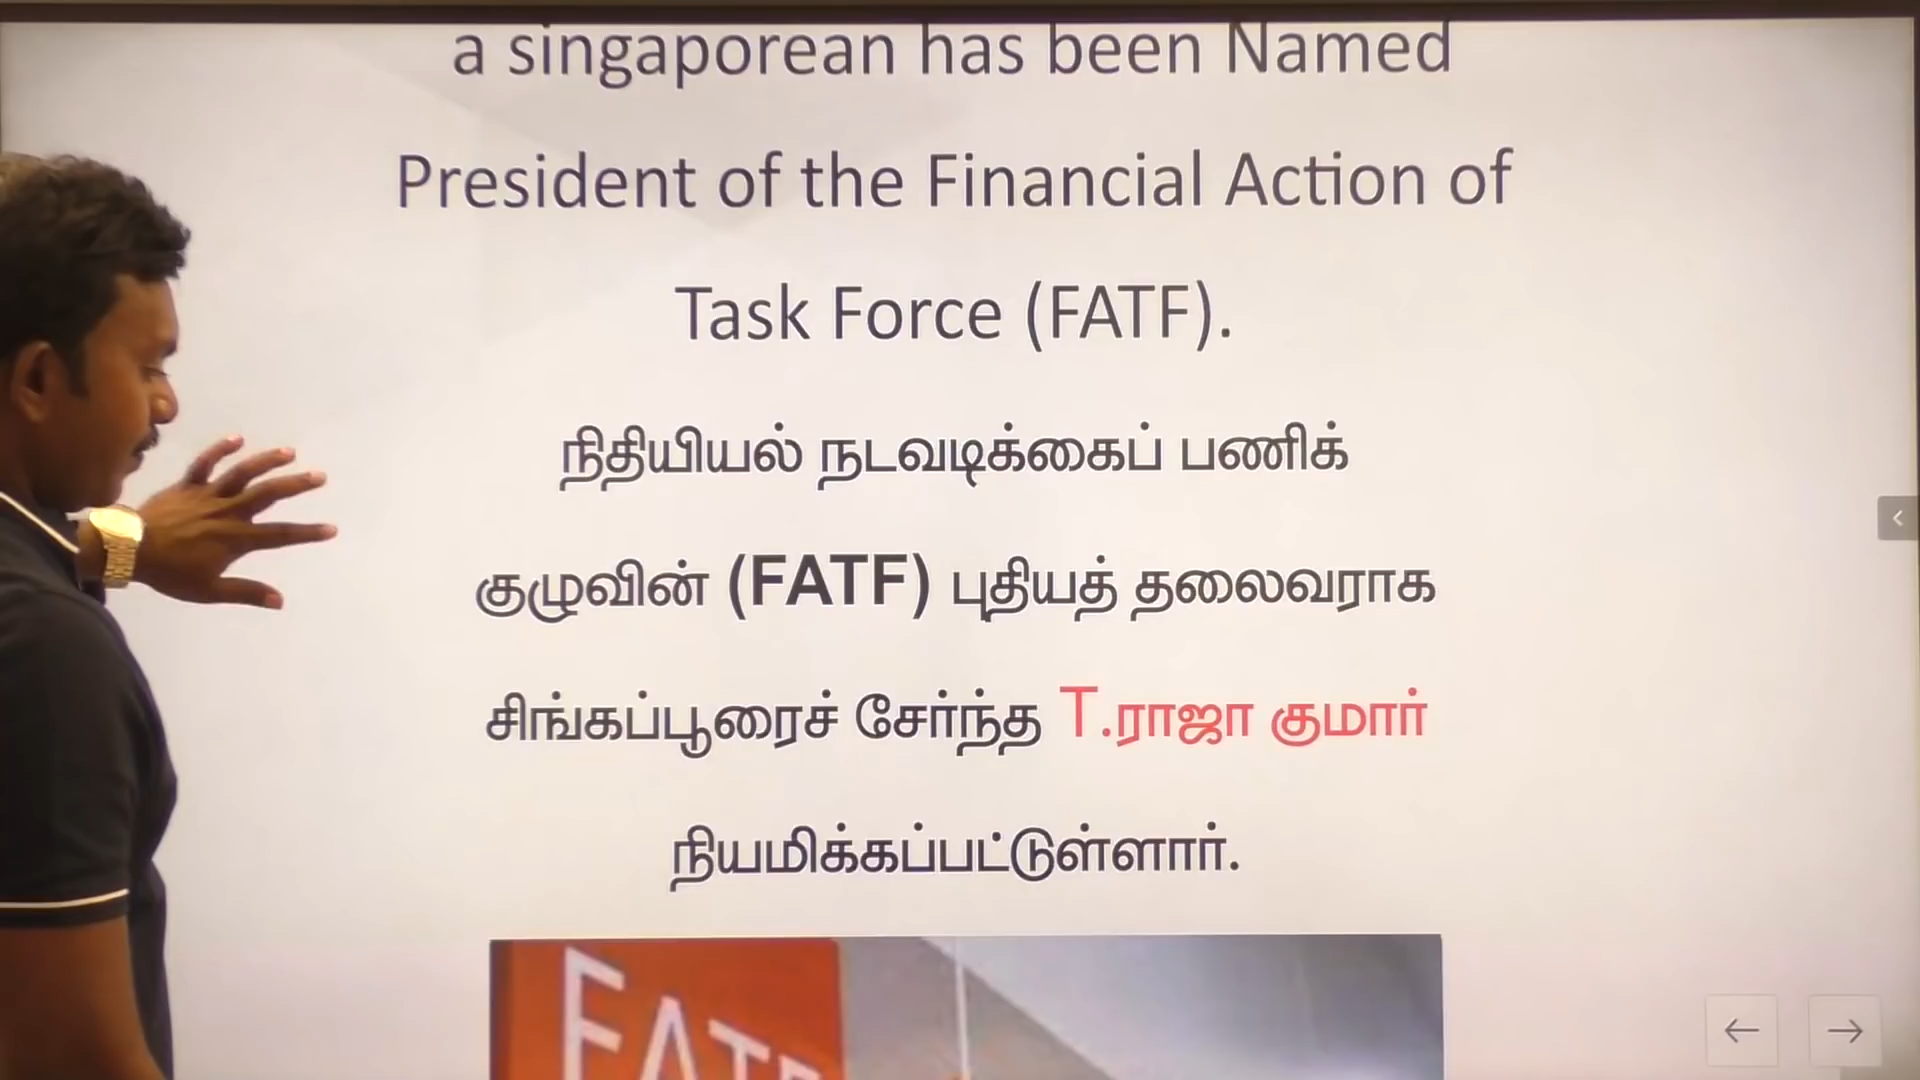 a singaporean has been Named
President of the Financial Action of
Task Force (FATF).
நிதியியல் நடவடிக்கைப் பணிக்
குழுவின் (FATF) புதியத் தலைவராக
சிங்கப்பூரைச் சேர்ந்த T.ராஜா குமார்
நியமிக்கப்பட்டுள்ளார்.
FATF